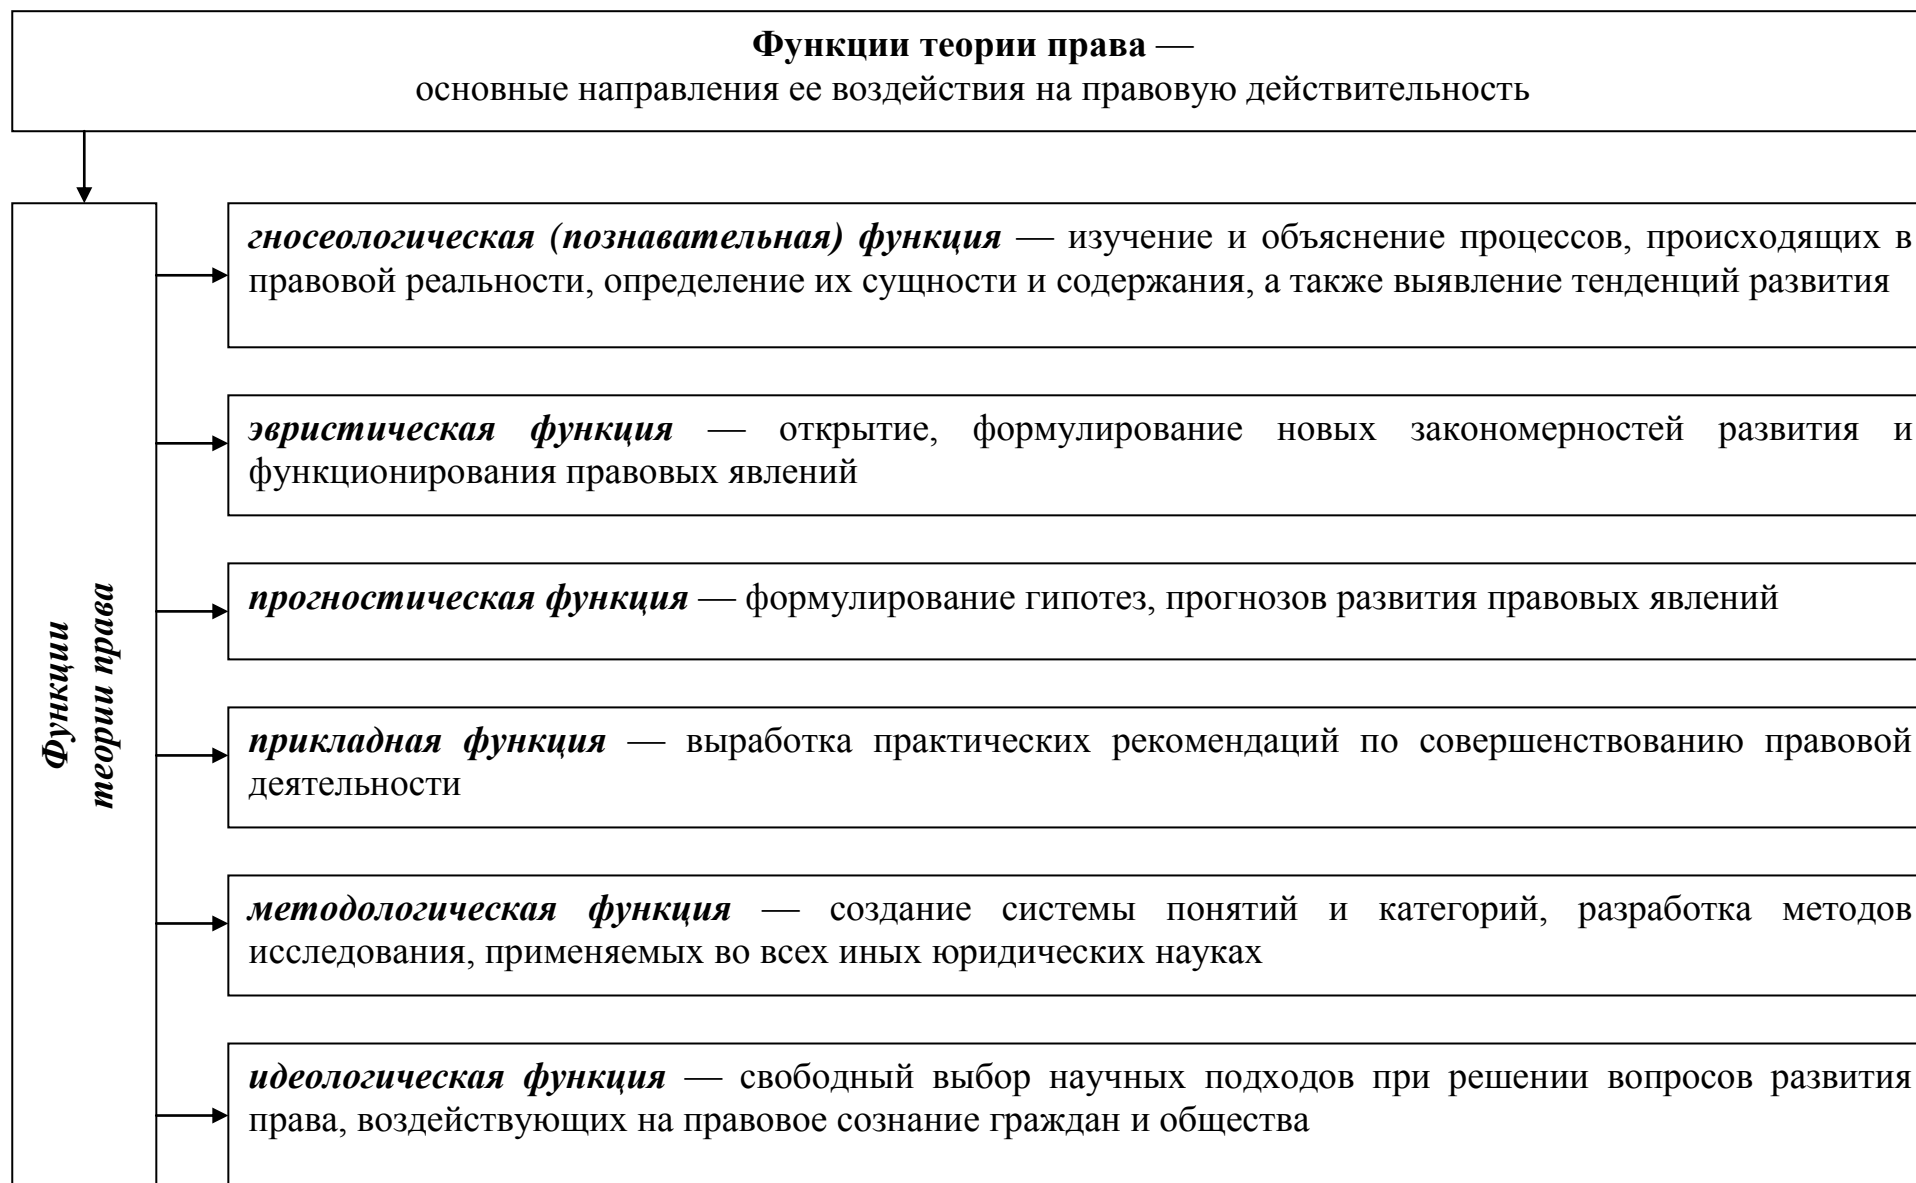 Функции теории права —
основные направления ее воздействия на правовую действительность
гносеологическая (познавательная) функция — изучение и объяснение процессов, происходящих в
правовой реальности, определение их сущности и содержания, а также выявление тенденций развития
эвристическая функция — открытие, формулирование новых закономерностей развития и
функционирования правовых явлений
прогностическая функция — формулирование гипотез, прогнозов развития правовых явлений
Функции
теории права
прикладная функция — выработка практических рекомендаций по совершенствованию правовой
деятельности
методологическая функция — создание системы понятий и категорий, разработка методов
исследования, применяемых во всех иных юридических науках
идеологическая функция — свободный выбор научных подходов при решении вопросов развития
права, воздействующих на правовое сознание граждан и общества